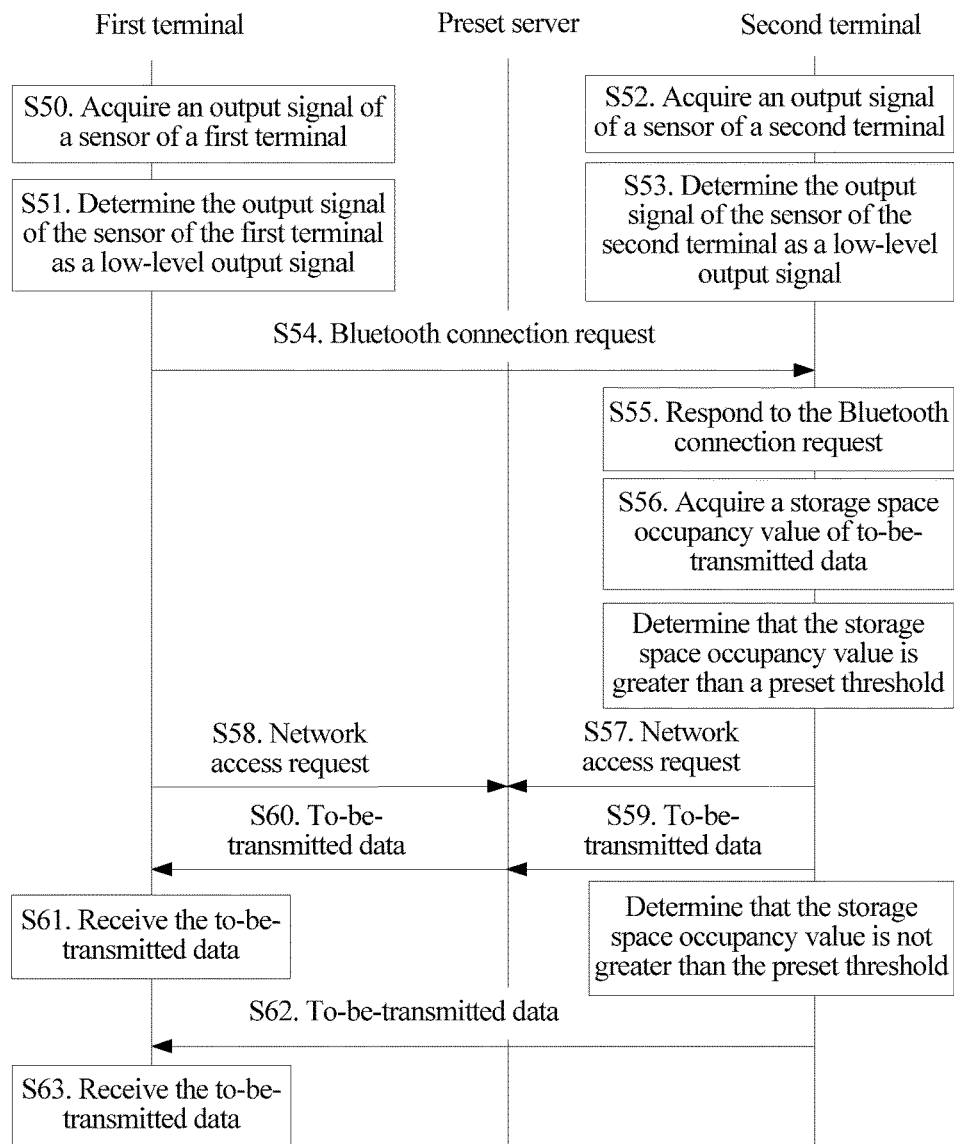 First terminal
Preset server
Second terminal
S50. Acquire an output signal of
a sensor of a first terminal
S52. Acquire an output signal
of a sensor of a second terminal
S51. Determine the output signal
of the sensor of the first terminal
as a low-level output signal
S53. Determine the output
signal of the sensor of the
second terminal as a low-level
output signal
S54. Bluetooth connection request
S55. Respond to the Bluetooth
connection request
S56. Acquire a storage space
occupancy value of to-be-
transmitted data
Determine that the storage
space occupancy value is
greater than a preset threshold
S58. Network
access request
S57. Network
access request
S60. To-be-
transmitted data
S59. To-be-
transmitted data
S61. Receive the to-be-
transmitted data
Determine that the storage
space occupancy value is not
greater than the preset threshold
S62. To-be-transmitted data
S63. Receive the to-be-
transmitted data